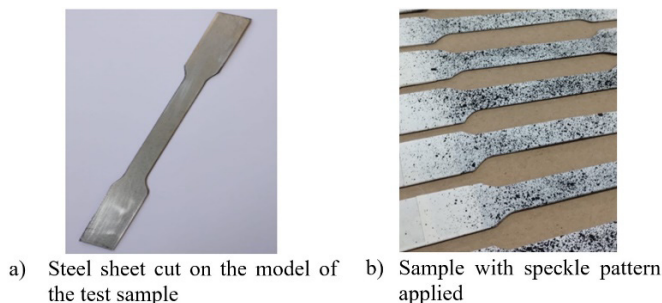 a) Steel sheet cut on the model of
the test sample
b) Sample with speckle pattern
applied